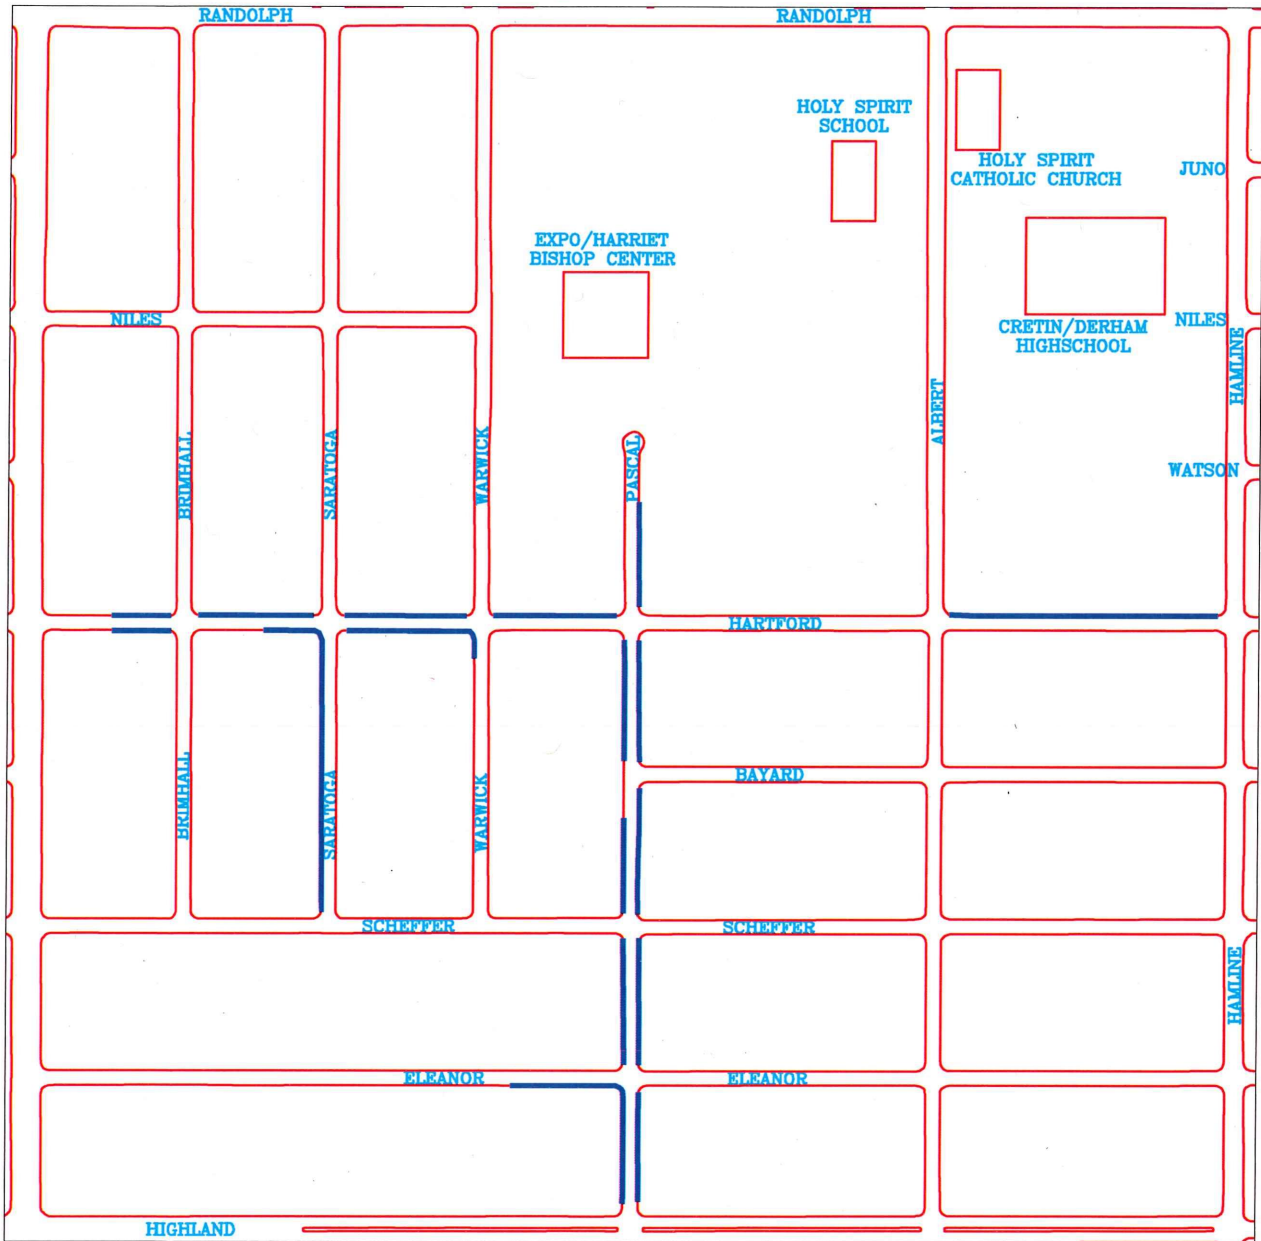 RANDOLPH
RANDOLPH
HOLY SPIRIT
SCHOOL
HOLY SPIRIT
CATHOLIC CHURCH
JUNO
EXPO/HARRIET
BISHOP CENTER
NILES
CRETIN/DERHAM
HIGHSCHOOL
NILES
HAMLINE
ALBERT
BRIMHALL
SARATOGA
WARWICK
PASCAL
WATSON
HARTFORD
BRIMHALL
SARATOGA
WARWICK
BAYARD
SCHEFFER
SCHEFFER
HAMLINE
ELEANOR
ELEANOR
HIGHLAND